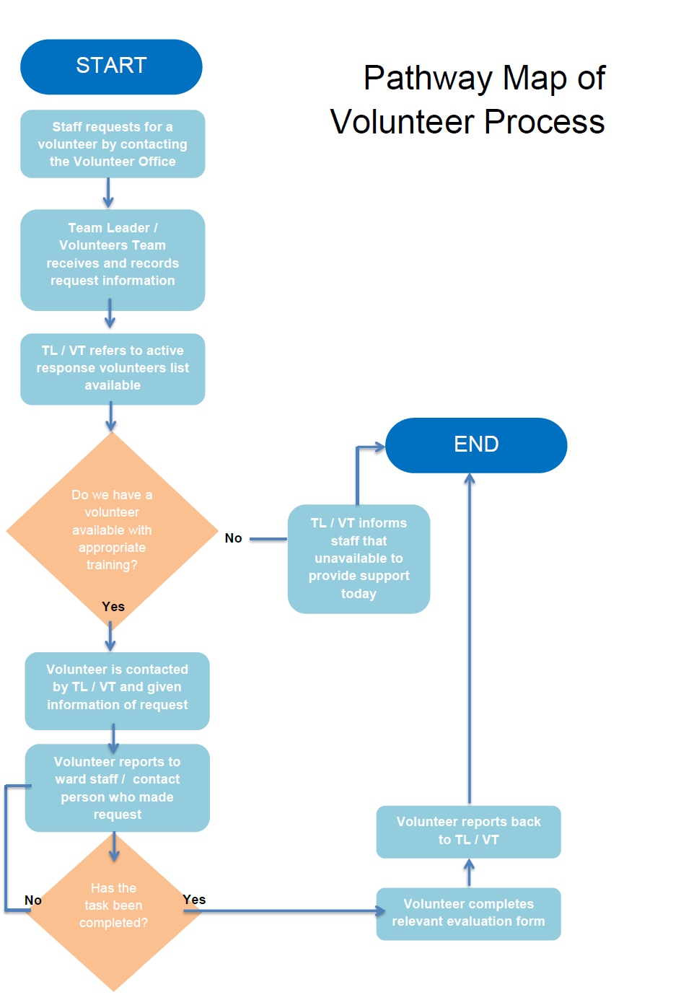 START
Pathway Map of
Volunteer Process
Staff requests for a
volunteer by contacting
the Volunteer Office
Team Leader /
Volunteers Team
receives and records
request information
TL / VT refers to active
response volunteers list
available
END
Do we have a
volunteer
available with
appropriate
training?
No
TL / VT informs
staff that
unavailable to
provide support
today
Yes
Volunteer is contacted
by TL / VT and given
information of request
Volunteer reports to
ward staff /  contact
person who made
request
Has the
task been
completed?
No
Yes
Volunteer completes
relevant evaluation form
Volunteer reports back
to TL / VT